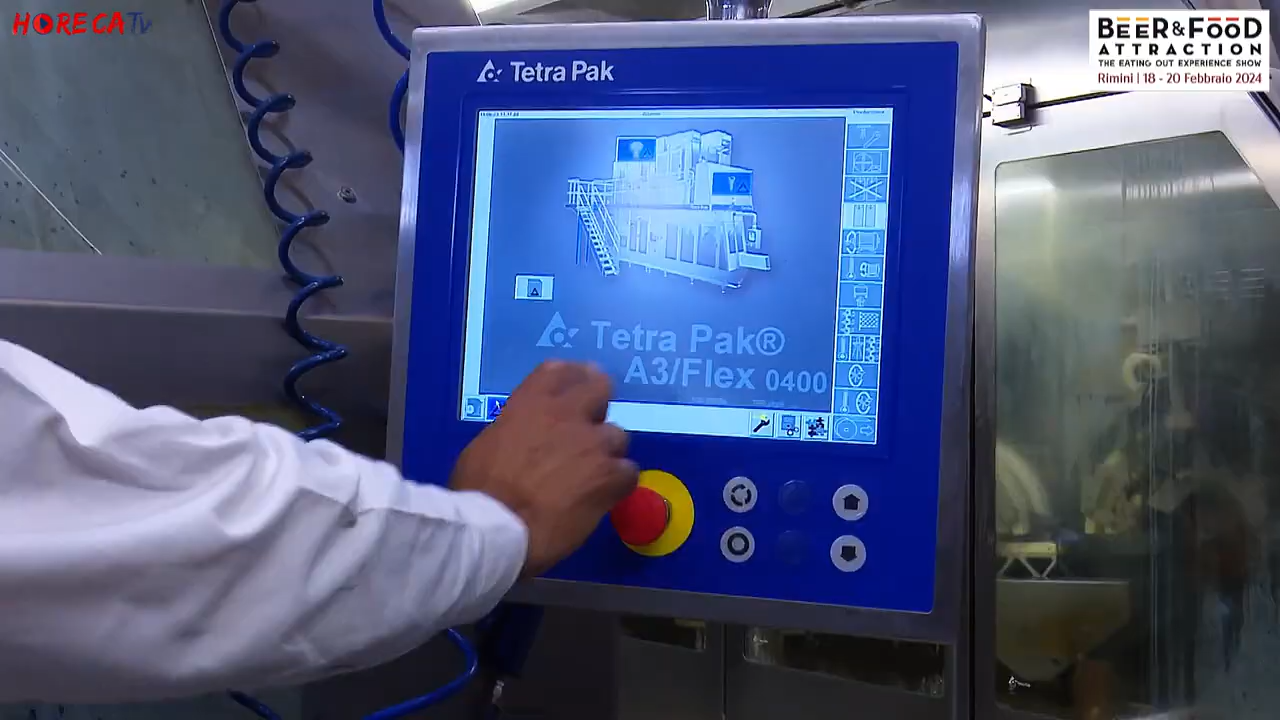 HORECATV
BEER&FOOD
ATTRACTION
THE EATING OUT EXPERIENCE SHOW
Rimini | 18 - 20 Febbraio 2024
Tetra Pak
Tetra Pak®
A3/Flex 0400